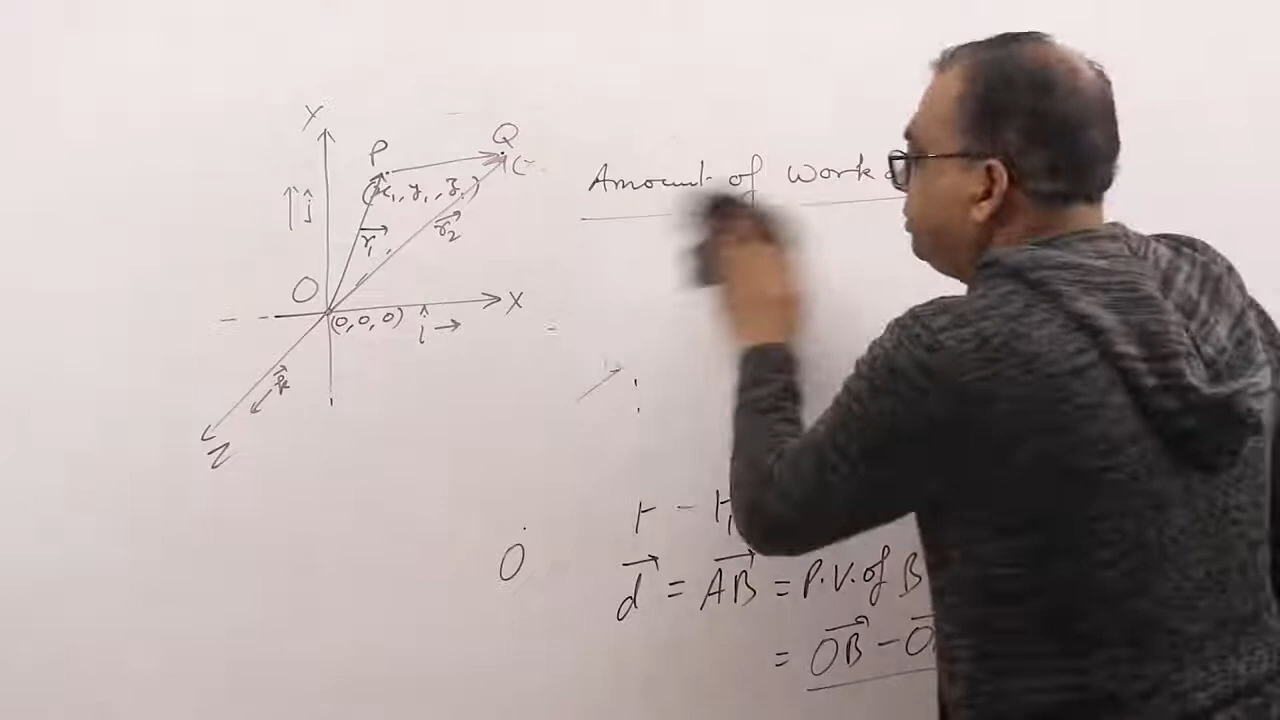 Y
P
Q
(x₁, y₁, z₁)
ĵ
r₁
r₂
O
(0,0,0)
î
X
k
Z
Amount of work
O
d = AB = P.V. of B
= OB - O